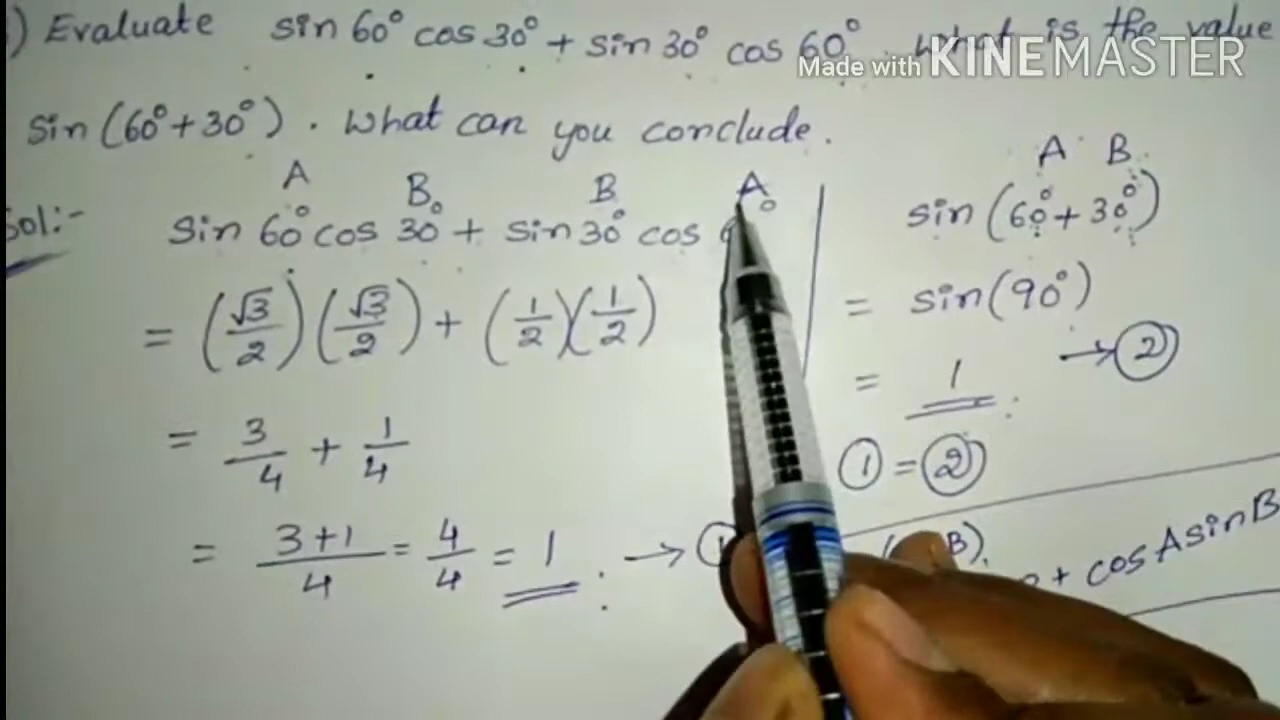 ) Evaluate sin 60° cos 30° + sin 30° cos 60°. What is the value
Made with KINEMASTER
sin (60° + 30°). What can you conclude.
Sol:-
A B B A
sin 60° cos 30° + sin 30° cos
= (√3/2) (√3/2) + (1/2)(1/2)
= 3/4 + 1/4
= 3+1/4 = 4/4 = 1 → ①
A B
sin (60° + 30°)
= sin (90°)
= 1 → ②
① = ②
B)
+ cosAsinB